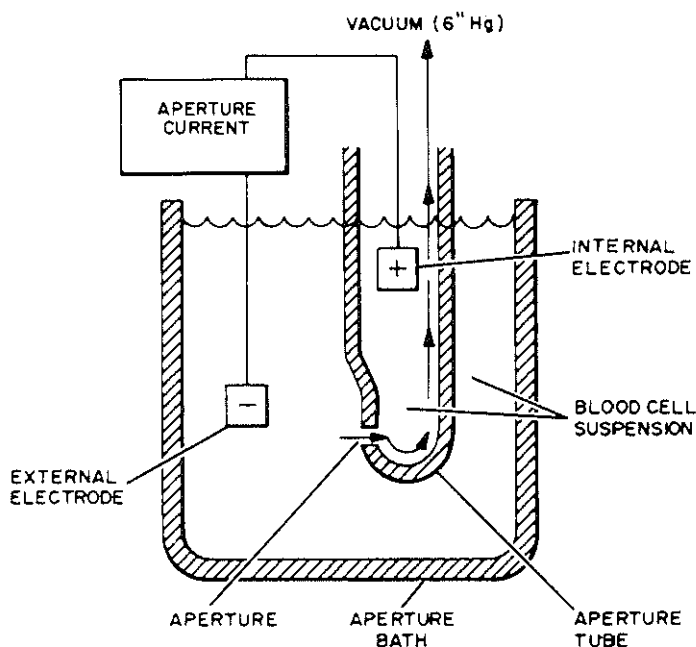 VACUUM (6" Hg)
APERTURE
CURRENT
+
INTERNAL
ELECTRODE
−
BLOOD CELL
SUSPENSION
EXTERNAL
ELECTRODE
APERTURE
APERTURE
BATH
APERTURE
TUBE